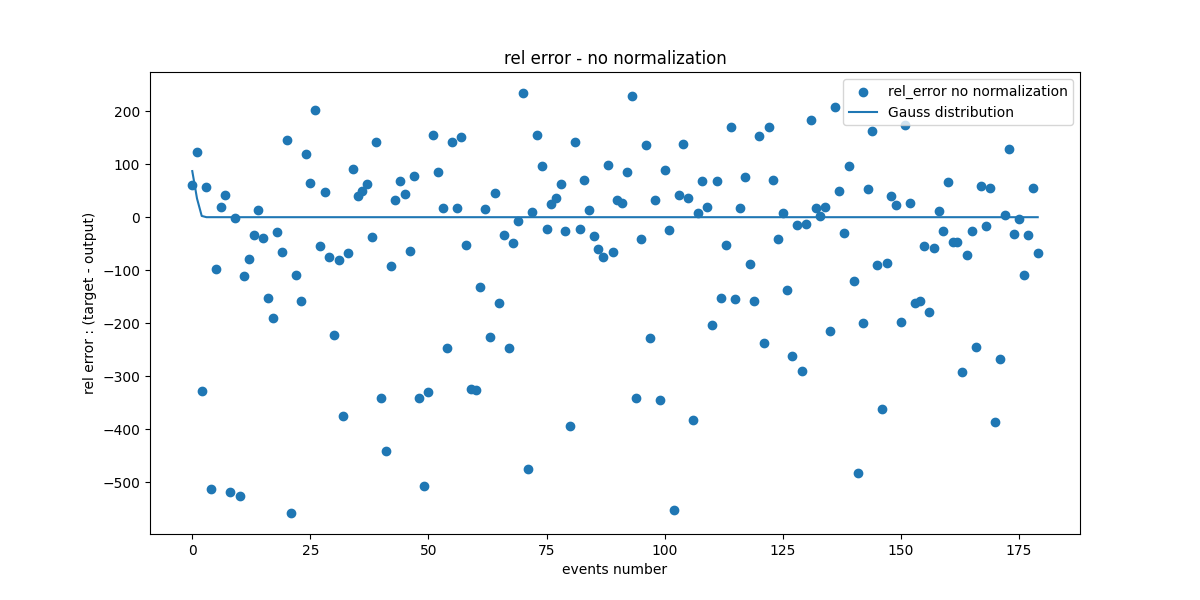 rel error - no normalization
rel_error no normalization
Gauss distribution
rel error : (target - output)
200
100
0
−100
−200
−300
−400
−500
0 25 50 75 100 125 150 175
events number